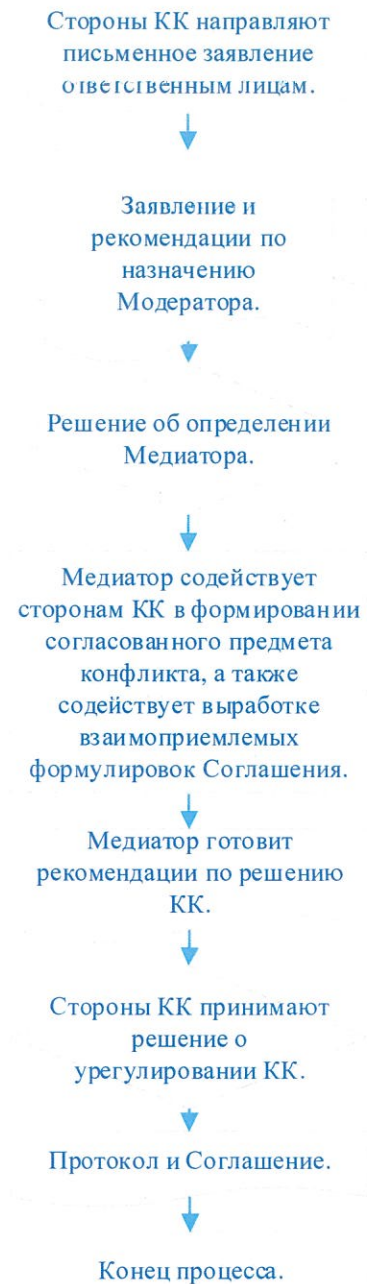 Стороны КК направляют
письменное заявление
ответственным лицам.
Заявление и
рекомендации по
назначению
Модератора.
Решение об определении
Медиатора.
Медиатор содействует
сторонам КК в формировании
согласованного предмета
конфликта, а также
содействует выработке
взаимоприемлемых
формулировок Соглашения.
Медиатор готовит
рекомендации по решению
КК.
Стороны КК принимают
решение о
урегулировании КК.
Протокол и Соглашение.
Конец процесса.